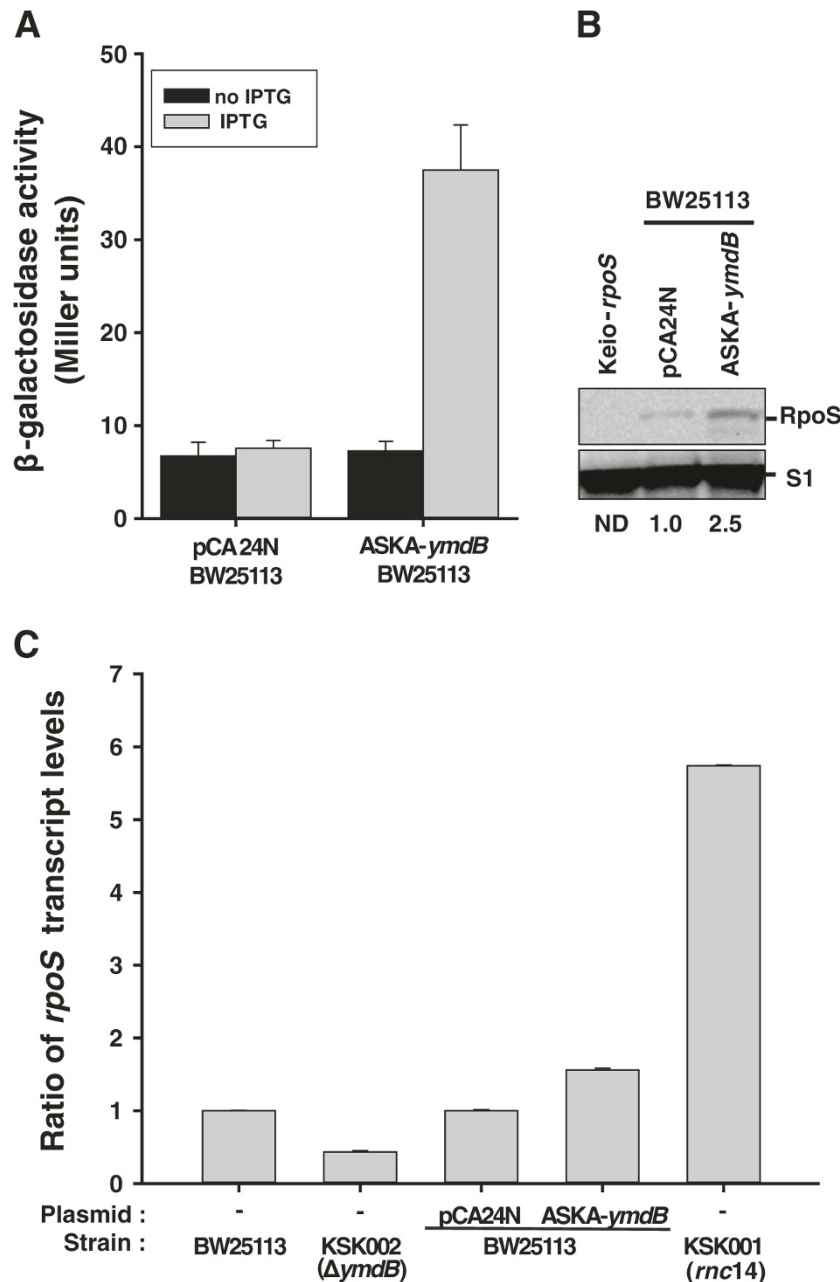 A
β-galactosidase activity
(Miller units)
50
40
30
20
10
0
no IPTG
IPTG
pCA24N
BW25113
ASKA-ymdB
BW25113
B
BW25113
Keio-rpoS
pCA24N
ASKA-ymdB
RpoS
S1
ND 1.0 2.5
C
Ratio of rpoS transcript levels
7
6
5
4
3
2
1
0
Plasmid : - - pCA24N ASKA-ymdB -
Strain : BW25113 KSK002 BW25113 KSK001
(ΔymdB) (rnc14)